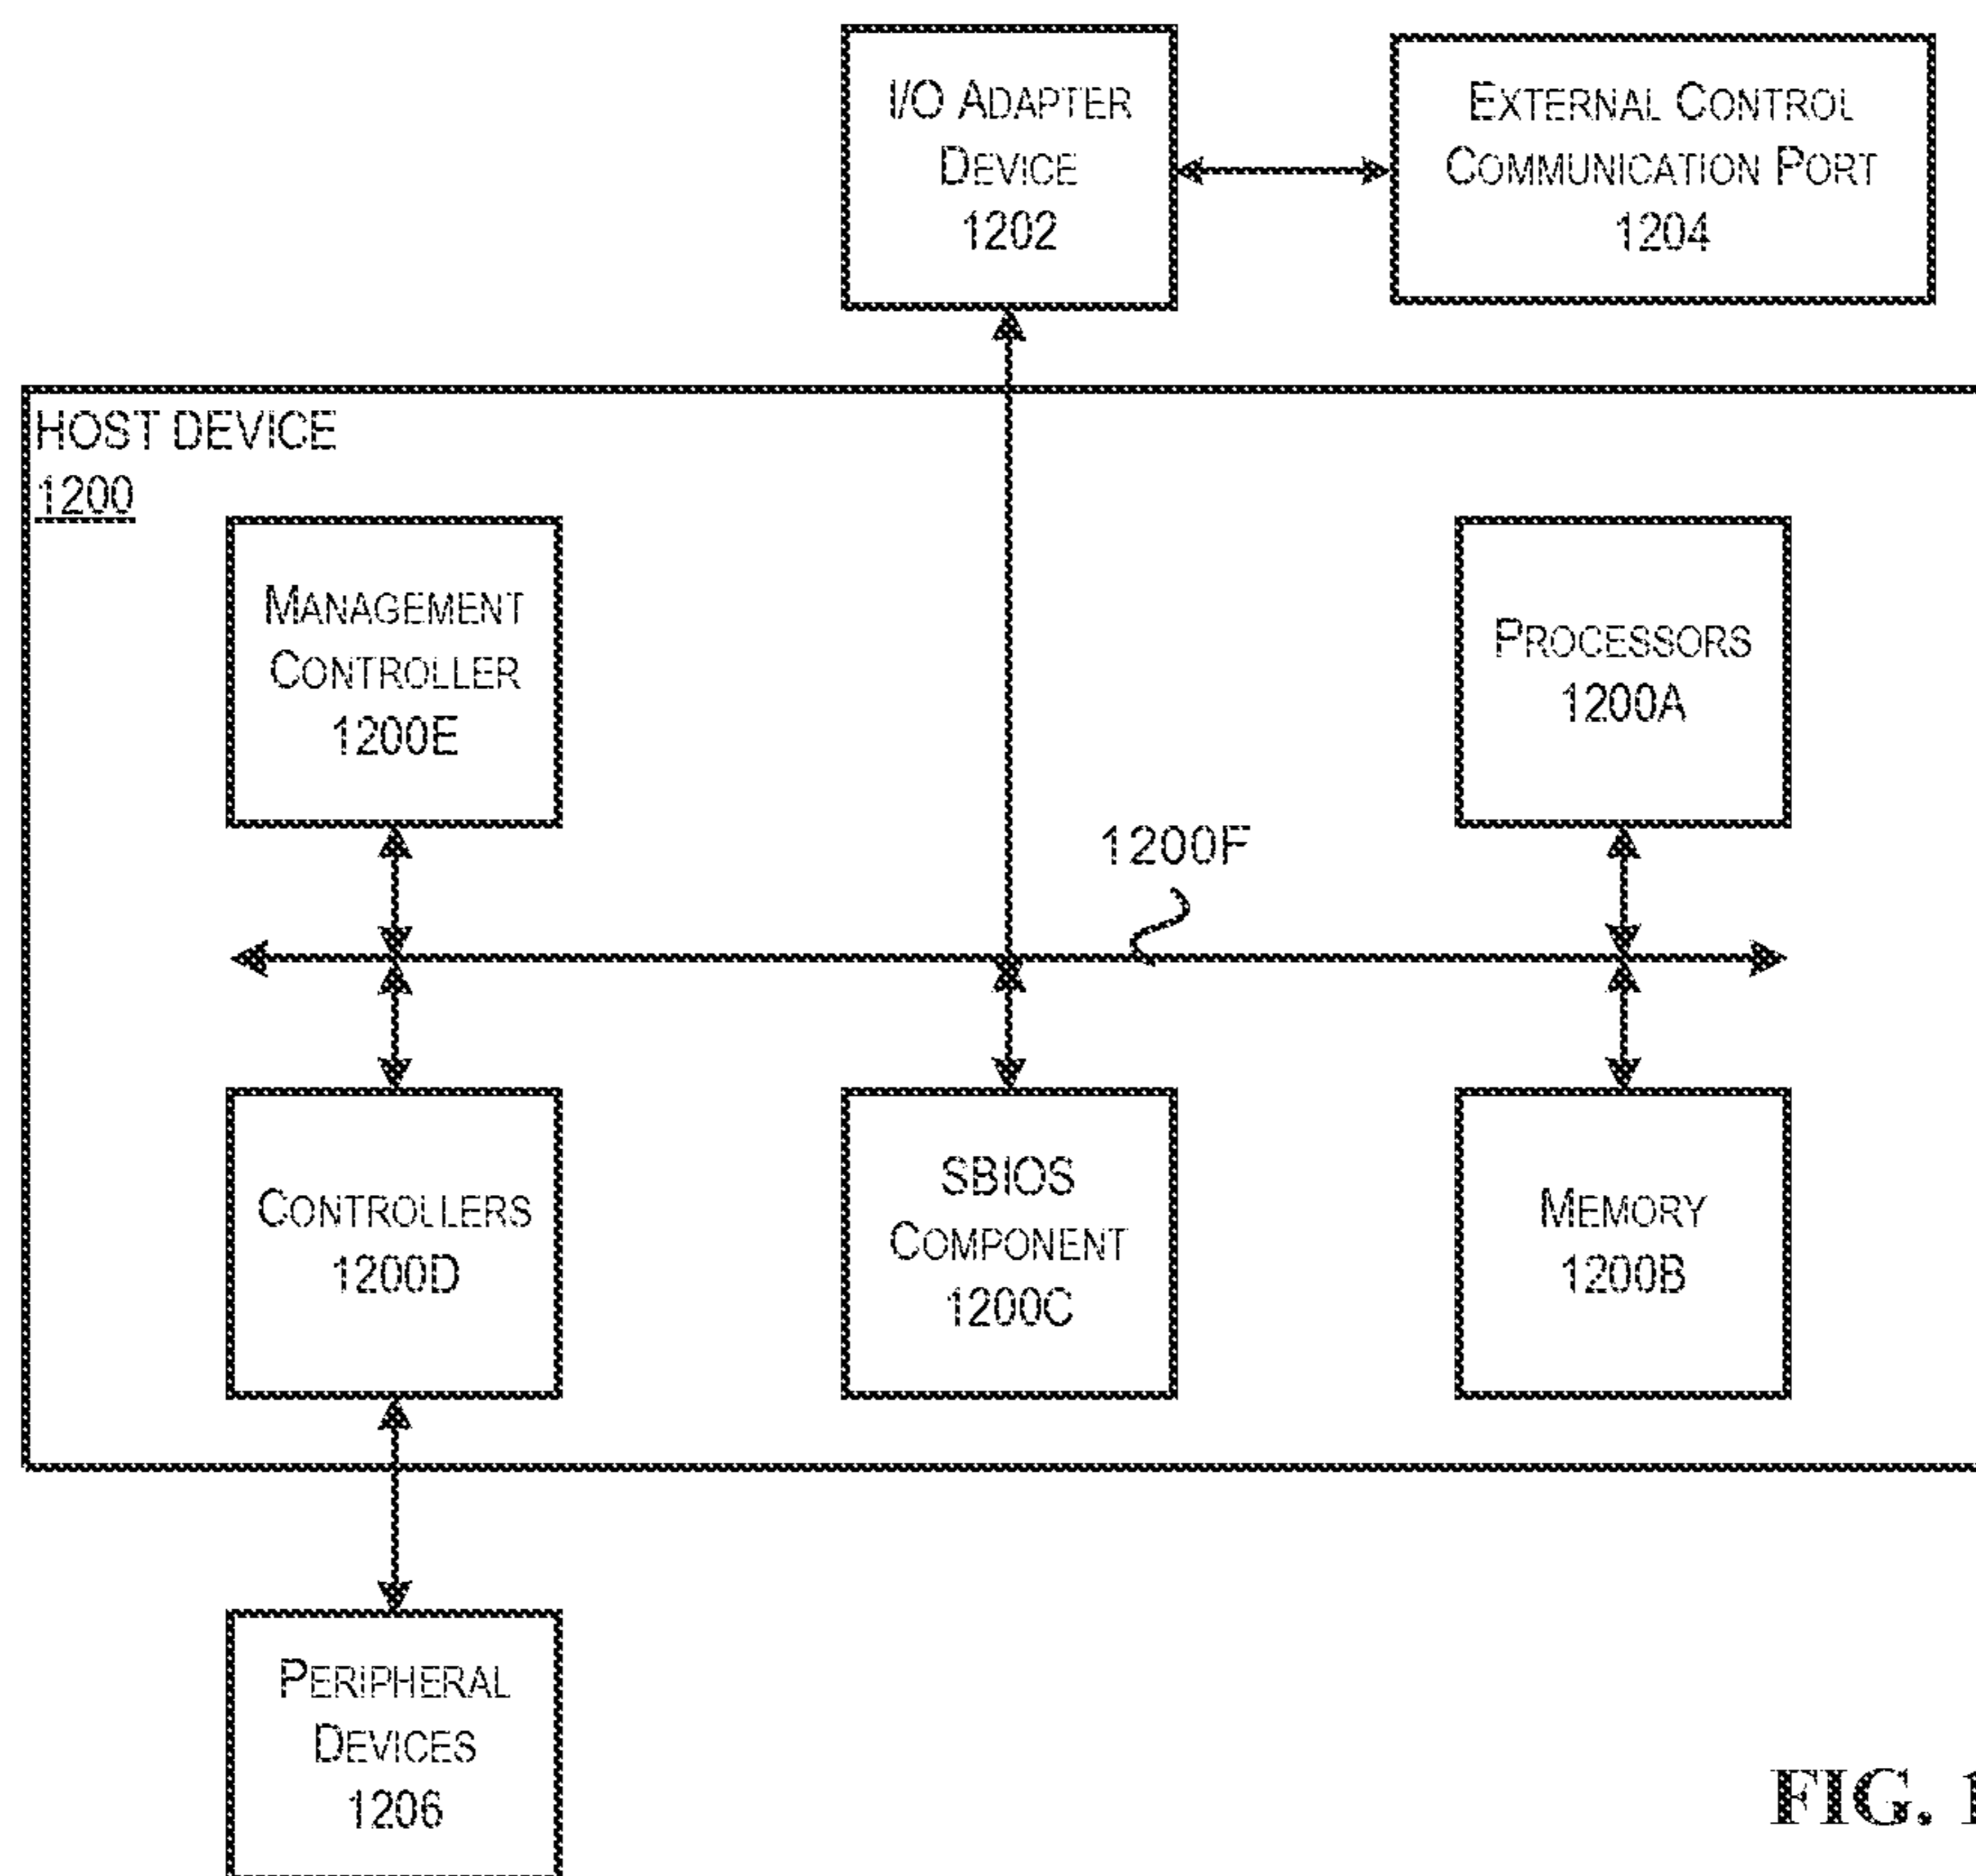 I/O ADAPTER
DEVICE
1202
EXTERNAL CONTROL
COMMUNICATION PORT
1204
HOST DEVICE
1200
MANAGEMENT
CONTROLLER
1200E
PROCESSORS
1200A
1200F
CONTROLLERS
1200D
SBIOS
COMPONENT
1200C
MEMORY
1200B
PERIPHERAL
DEVICES
1206
FIG. 1